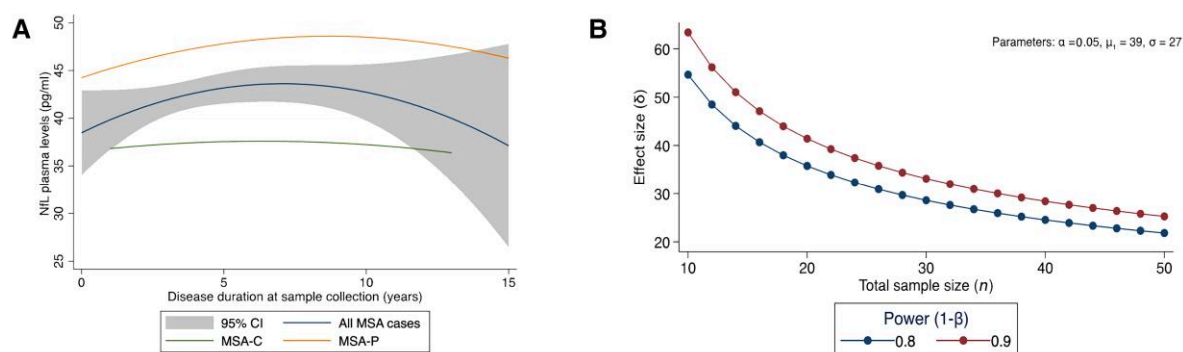 A
NfL plasma levels (pg/ml)
50
45
40
35
30
25
0
5
10
15
Disease duration at sample collection (years)
95% CI
All MSA cases
MSA-C
MSA-P
B
Parameters: α =0.05, μ₁ = 39, σ = 27
Effect size (δ)
60
50
40
30
20
10
20
30
40
50
Total sample size (n)
Power (1-β)
0.8
0.9